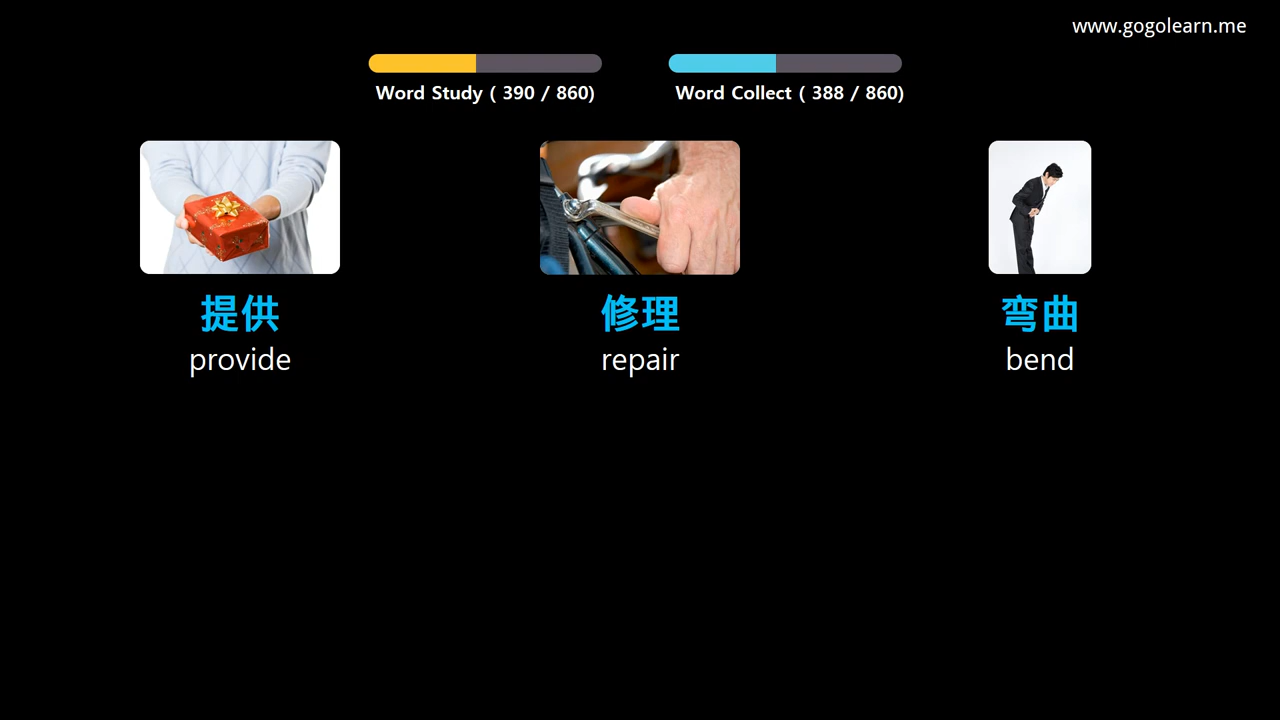 www.gogolearn.me
Word Study ( 390 / 860)
Word Collect ( 388 / 860)
提供
provide
修理
repair
弯曲
bend